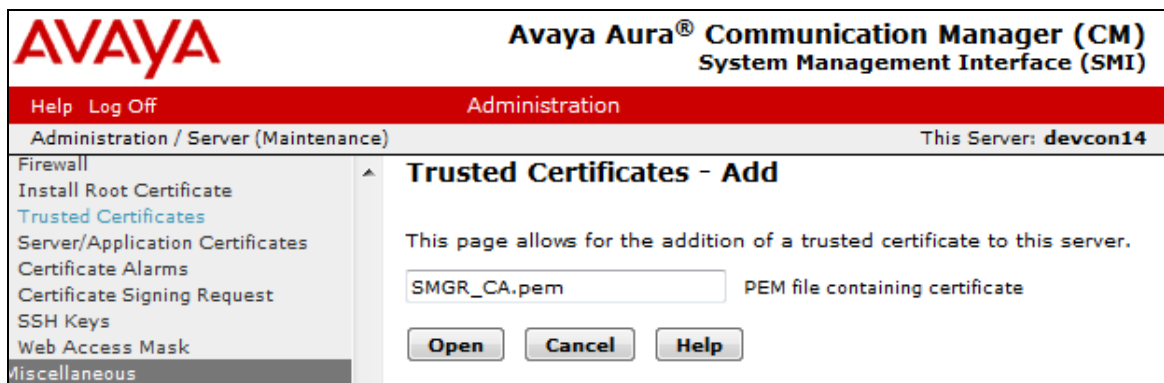 AVAYA
Avaya Aura® Communication Manager (CM)
System Management Interface (SMI)
Help Log Off
Administration
Administration / Server (Maintenance)
This Server: devcon14
Firewall
Install Root Certificate
Trusted Certificates
Server/Application Certificates
Certificate Alarms
Certificate Signing Request
SSH Keys
Web Access Mask
Miscellaneous
Trusted Certificates - Add
This page allows for the addition of a trusted certificate to this server.
SMGR_CA.pem
PEM file containing certificate
Open
Cancel
Help